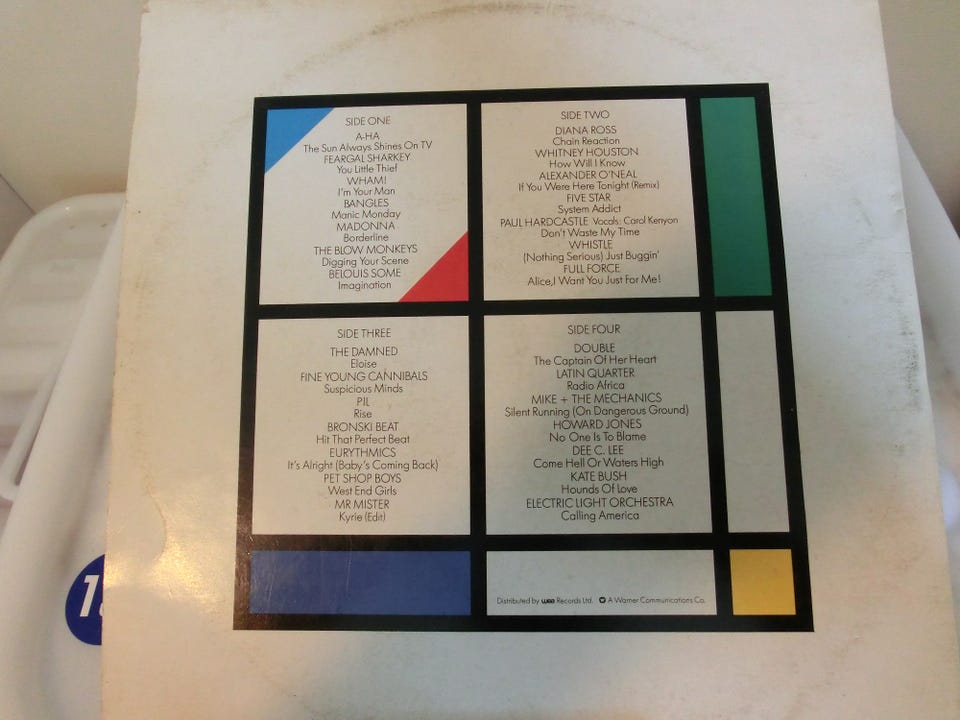 SIDE ONE
A-HA
The Sun Always Shines On TV
FEARGAL SHARKEY
You Little Thief
WHAM!
I'm Your Man
BANGLES
Manic Monday
MADONNA
Borderline
THE BLOW MONKEYS
Digging Your Scene
BELOUIS SOME
Imagination
SIDE TWO
DIANA ROSS
Chain Reaction
WHITNEY HOUSTON
How Will I Know
ALEXANDER O'NEAL
If You Were Here Tonight (Remix)
FIVE STAR
System Addict
PAUL HARDCASTLE Vocals: Carol Kenyon
Don't Waste My Time
WHISTLE
(Nothing Serious) Just Buggin'
FULL FORCE
Alice,I Want You Just For Me!
SIDE THREE
THE DAMNED
Eloise
FINE YOUNG CANNIBALS
Suspicious Minds
PIL
Rise
BRONSKI BEAT
Hit That Perfect Beat
EURYTHMICS
It's Alright (Baby's Coming Back)
PET SHOP BOYS
West End Girls
MR MISTER
Kyrie (Edit)
SIDE FOUR
DOUBLE
The Captain Of Her Heart
LATIN QUARTER
Radio Africa
MIKE + THE MECHANICS
Silent Running (On Dangerous Ground)
HOWARD JONES
No One Is To Blame
DEE C. LEE
Come Hell Or Waters High
KATE BUSH
Hounds Of Love
ELECTRIC LIGHT ORCHESTRA
Calling America
Distributed by wea Records Ltd. A Warner Communications Co.